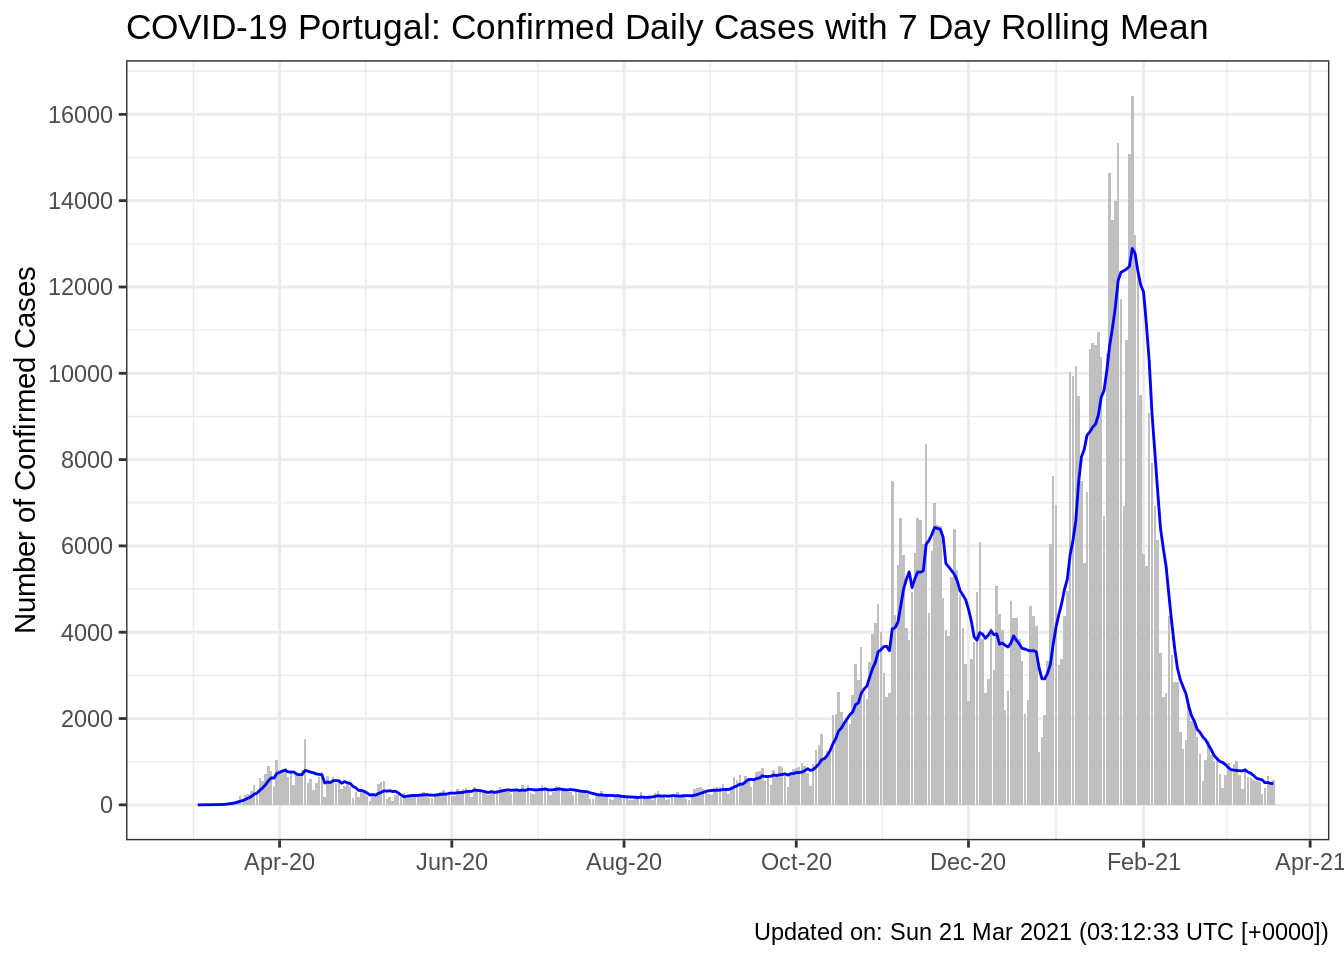 COVID-19 Portugal: Confirmed Daily Cases with 7 Day Rolling Mean
Number of Confirmed Cases
16000
14000
12000
10000
8000
6000
4000
2000
0
Apr-20 Jun-20 Aug-20 Oct-20 Dec-20 Feb-21 Apr-21
Updated on: Sun 21 Mar 2021 (03:12:33 UTC [+0000])